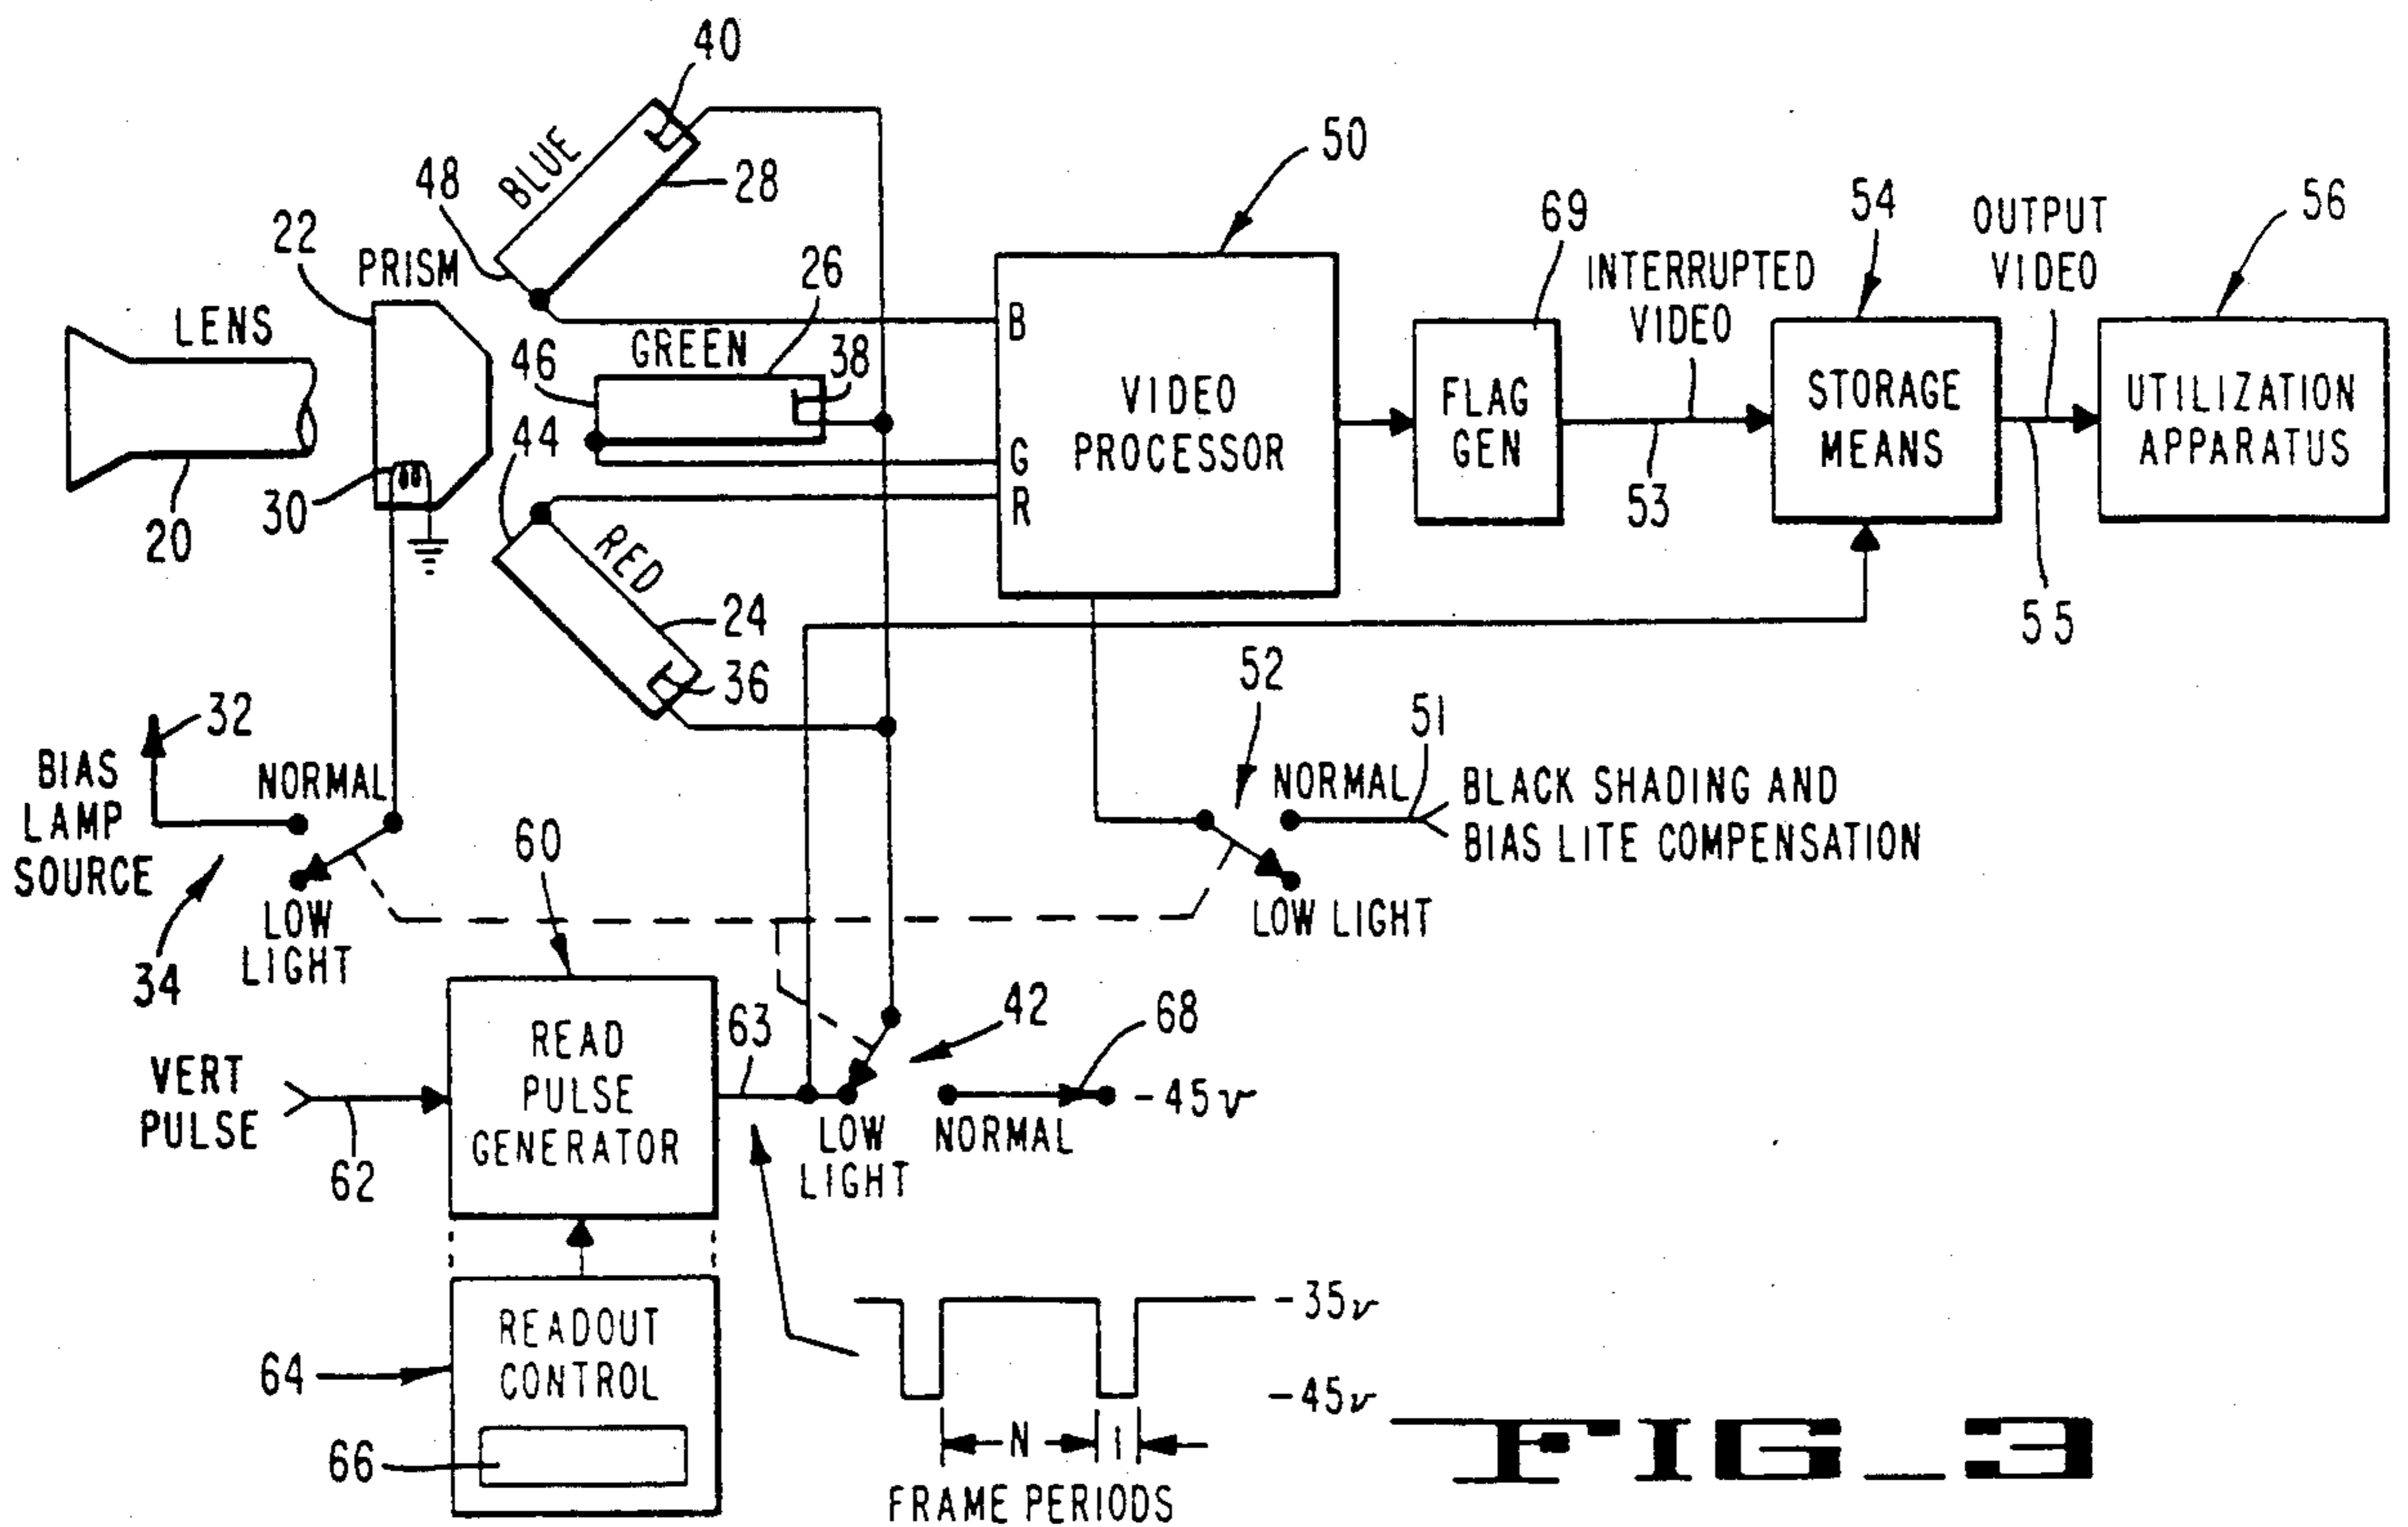 40
BLUE
48
28
50
22
PRISM
26
69
54
OUTPUT
VIDEO
56
LENS
46
GREEN
38
INTERRUPTED
VIDEO
B
VIDEO
PROCESSOR
FLAG
GEN
STORAGE
MEANS
UTILIZATION
APPARATUS
44
G
R
30
20
RED
53
55
24
36
52
51
32
BIAS
LAMP
SOURCE
NORMAL
NORMAL
BLACK SHADING AND
BIAS LITE COMPENSATION
60
LOW
LIGHT
LOW LIGHT
34
63
42
68
VERT
PULSE
READ
PULSE
GENERATOR
-45v
LOW
LIGHT
NORMAL
62
READOUT
CONTROL
-35v
64
-45v
66
N
1
FRAME PERIODS
FIG_3